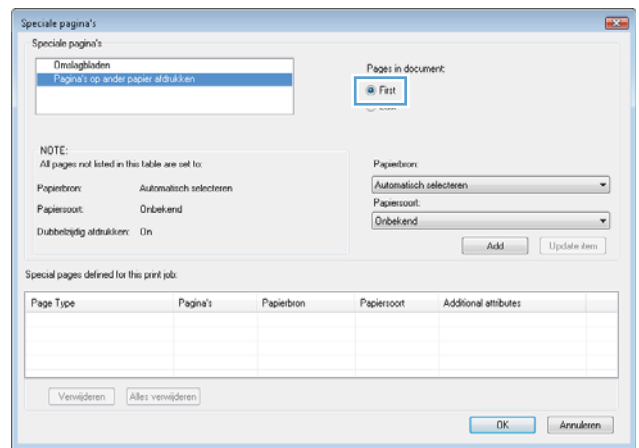 Speciale pagina's
Speciale pagina's
Omslagbladen
Pagina's op ander papier afdrukken
Pages in document:
First
NOTE:
All pages not listed in this table are set to:
Papierbron: Automatisch selecteren
Papiersoort: Onbekend
Dubbelzijdig afdrukken: On
Papierbron:
Automatisch selecteren
Papiersoort:
Onbekend
Add Update item
Special pages defined for this print job:
Page Type Pagina's Papierbron Papiersoort Additional attributes
Verwijderen Alles verwijderen
OK Annuleren